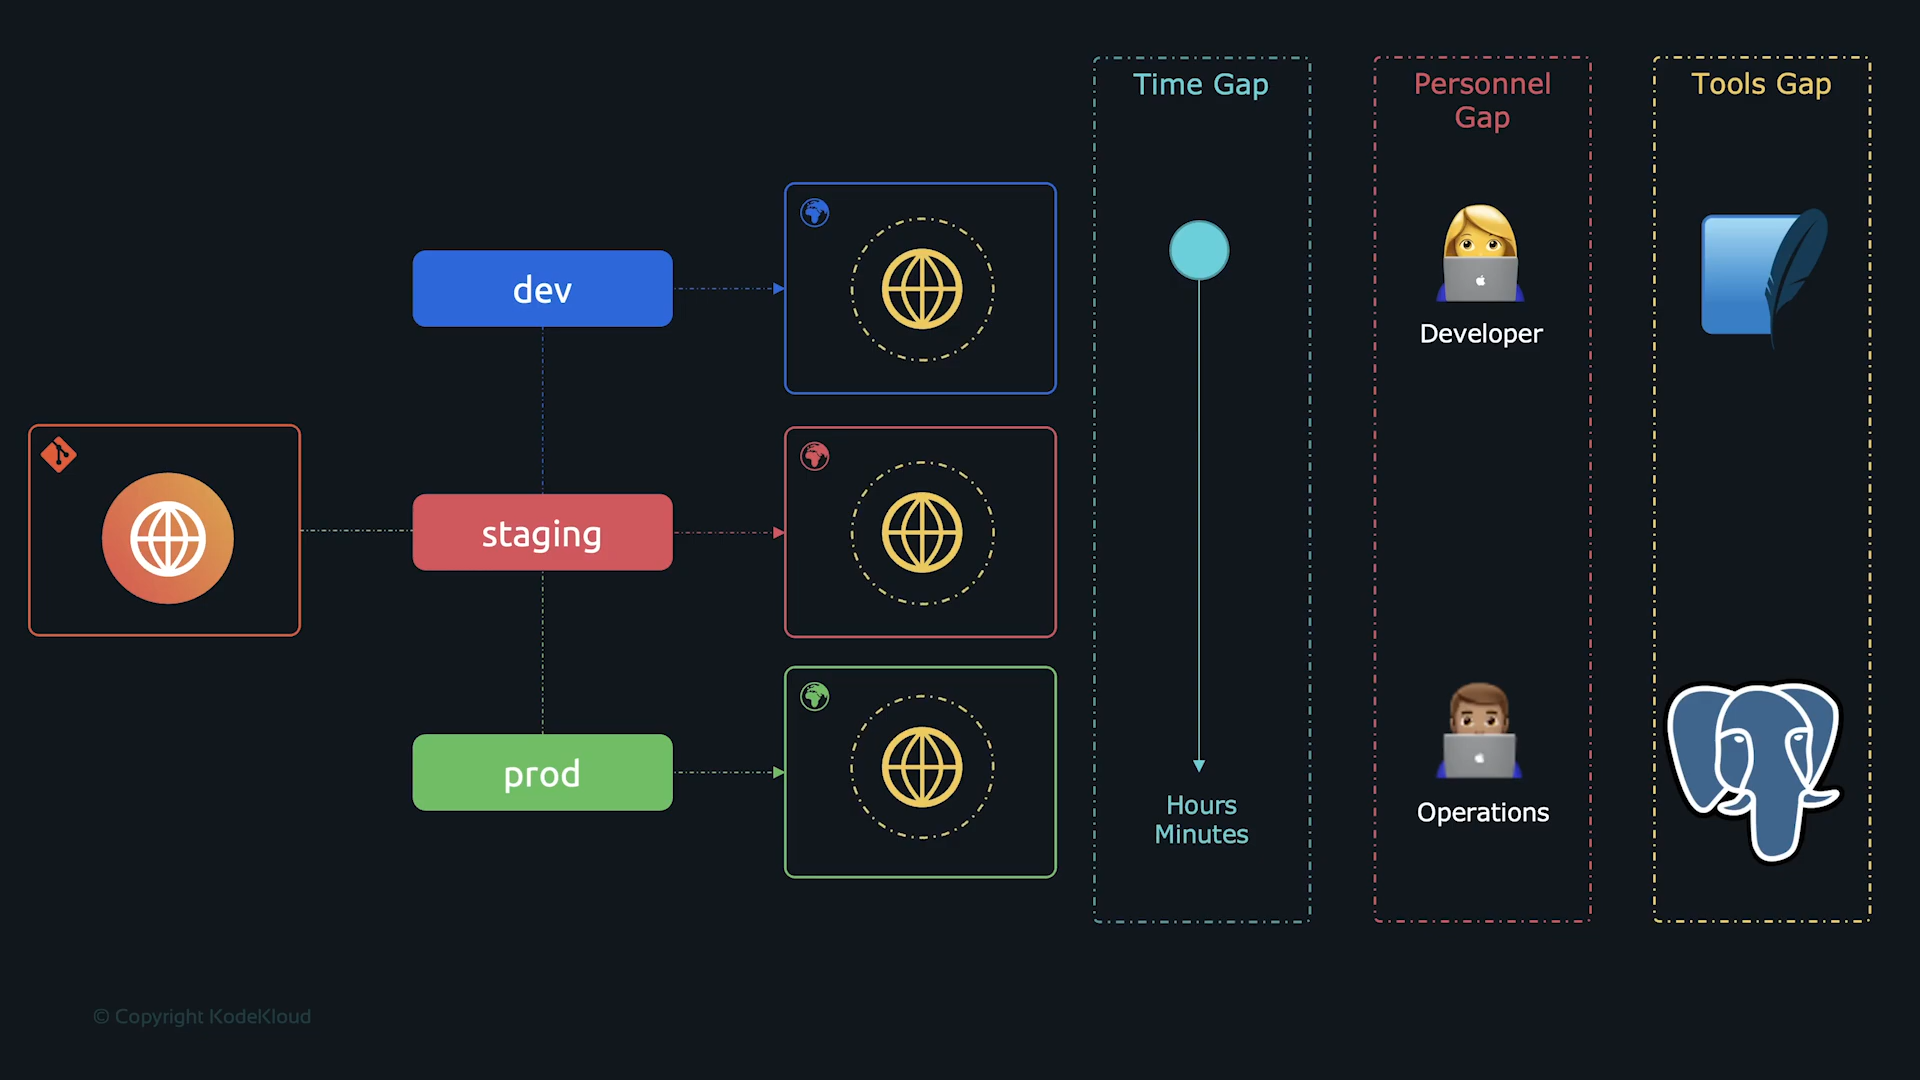 Time Gap
Personnel
Gap
Tools Gap
dev
Developer
staging
prod
Hours
Minutes
Operations
© Copyright KodeKloud